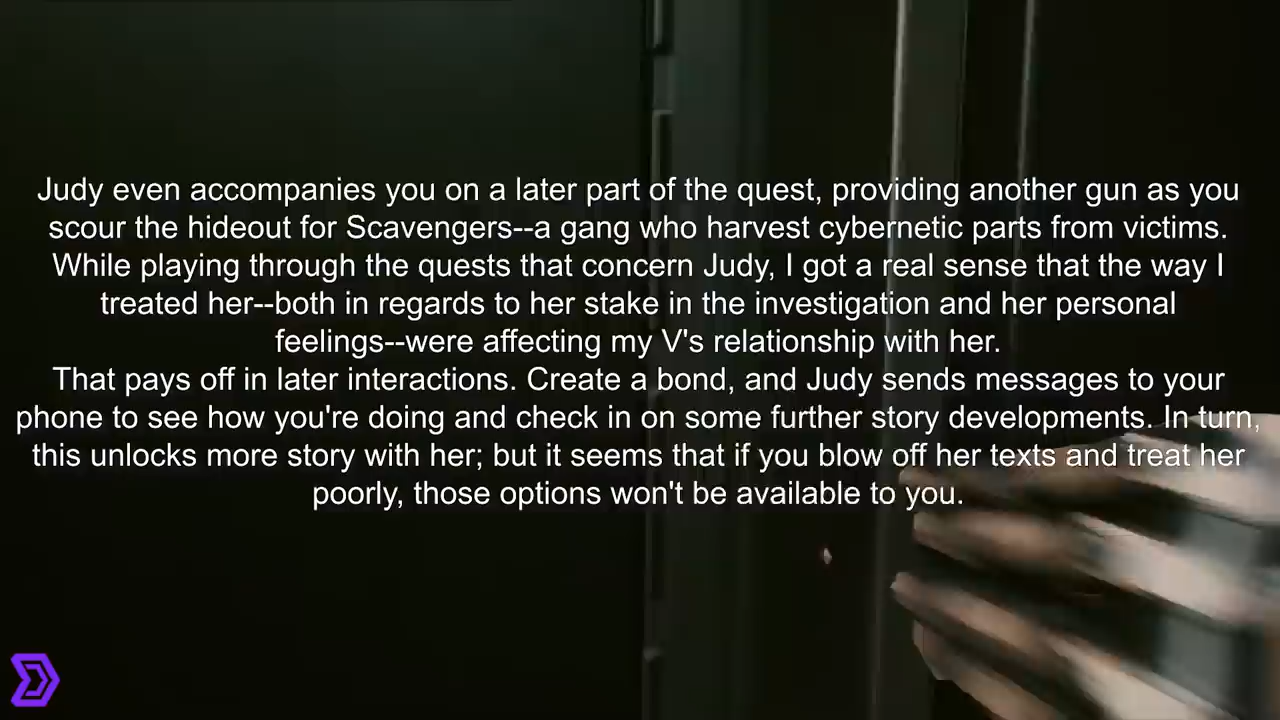 Judy even accompanies you on a later part of the quest, providing another gun as you
scour the hideout for Scavengers--a gang who harvest cybernetic parts from victims.
While playing through the quests that concern Judy, I got a real sense that the way I
treated her--both in regards to her stake in the investigation and her personal
feelings--were affecting my V's relationship with her.
That pays off in later interactions. Create a bond, and Judy sends messages to your
phone to see how you're doing and check in on some further story developments. In turn,
this unlocks more story with her; but it seems that if you blow off her texts and treat her
poorly, those options won't be available to you.